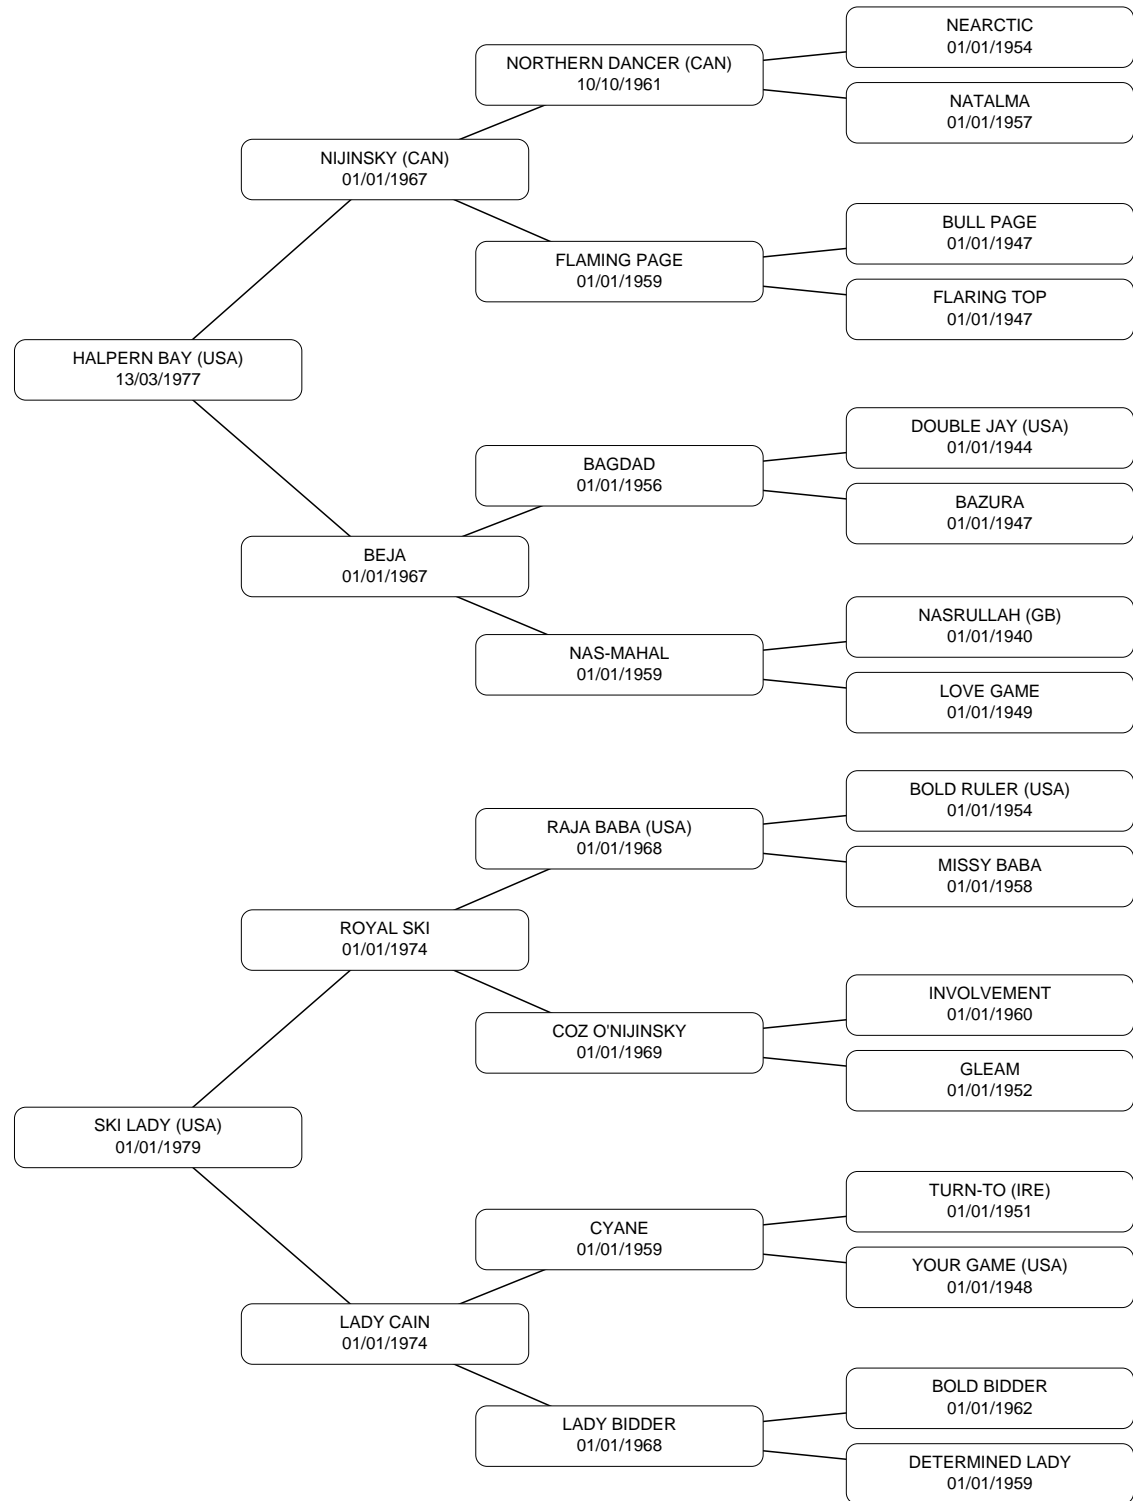 NEARCTIC
01/01/1954
NORTHERN DANCER (CAN)
10/10/1961
NATALMA
01/01/1957
NIJINSKY (CAN)
01/01/1967
BULL PAGE
01/01/1947
FLAMING PAGE
01/01/1959
FLARING TOP
01/01/1947
HALPERN BAY (USA)
13/03/1977
DOUBLE JAY (USA)
01/01/1944
BAGDAD
01/01/1956
BAZURA
01/01/1947
BEJA
01/01/1967
NASRULLAH (GB)
01/01/1940
NAS-MAHAL
01/01/1959
LOVE GAME
01/01/1949
BOLD RULER (USA)
01/01/1954
RAJA BABA (USA)
01/01/1968
MISSY BABA
01/01/1958
ROYAL SKI
01/01/1974
INVOLVEMENT
01/01/1960
COZ O'NIJINSKY
01/01/1969
GLEAM
01/01/1952
SKI LADY (USA)
01/01/1979
TURN-TO (IRE)
01/01/1951
CYANE
01/01/1959
YOUR GAME (USA)
01/01/1948
LADY CAIN
01/01/1974
BOLD BIDDER
01/01/1962
LADY BIDDER
01/01/1968
DETERMINED LADY
01/01/1959